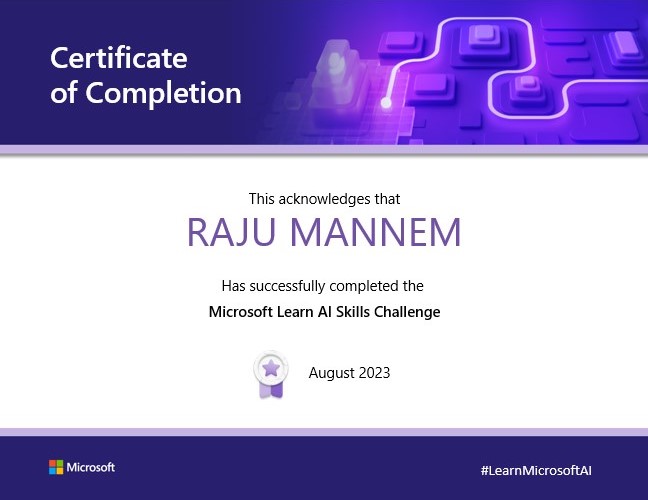 Certificate
of Completion
This acknowledges that
RAJU MANNEM
Has successfully completed the
Microsoft Learn AI Skills Challenge
August 2023
Microsoft
#LearnMicrosoftAI